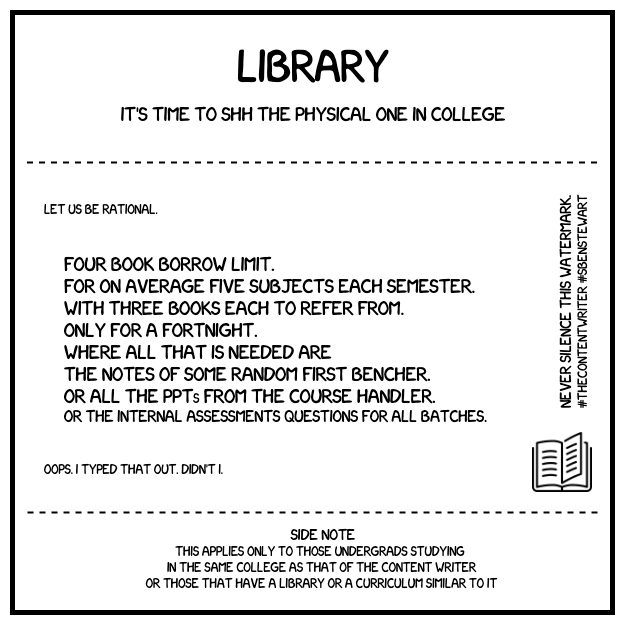 LIBRARY
IT'S TIME TO SHH THE PHYSICAL ONE IN COLLEGE
LET US BE RATIONAL.
FOUR BOOK BORROW LIMIT.
FOR ON AVERAGE FIVE SUBJECTS EACH SEMESTER.
WITH THREE BOOKS EACH TO REFER FROM.
ONLY FOR A FORTNIGHT.
WHERE ALL THAT IS NEEDED ARE
THE NOTES OF SOME RANDOM FIRST BENCHER.
OR ALL THE PPTs FROM THE COURSE HANDLER.
OR THE INTERNAL ASSESSMENTS QUESTIONS FOR ALL BATCHES.
OOPS. I TYPED THAT OUT. DIDN'T I.
NEVER SILENCE THIS WATERMARK.
#THECONTENTWRITER #SBENSTEWART
SIDE NOTE
THIS APPLIES ONLY TO THOSE UNDERGRADS STUDYING
IN THE SAME COLLEGE AS THAT OF THE CONTENT WRITER
OR THOSE THAT HAVE A LIBRARY OR A CURRICULUM SIMILAR TO IT